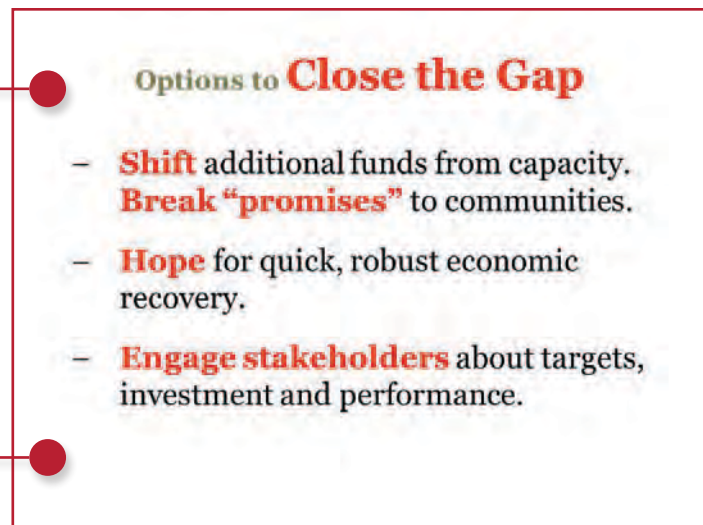 Options to Close the Gap
– Shift additional funds from capacity.
Break “promises” to communities.
– Hope for quick, robust economic
recovery.
– Engage stakeholders about targets,
investment and performance.